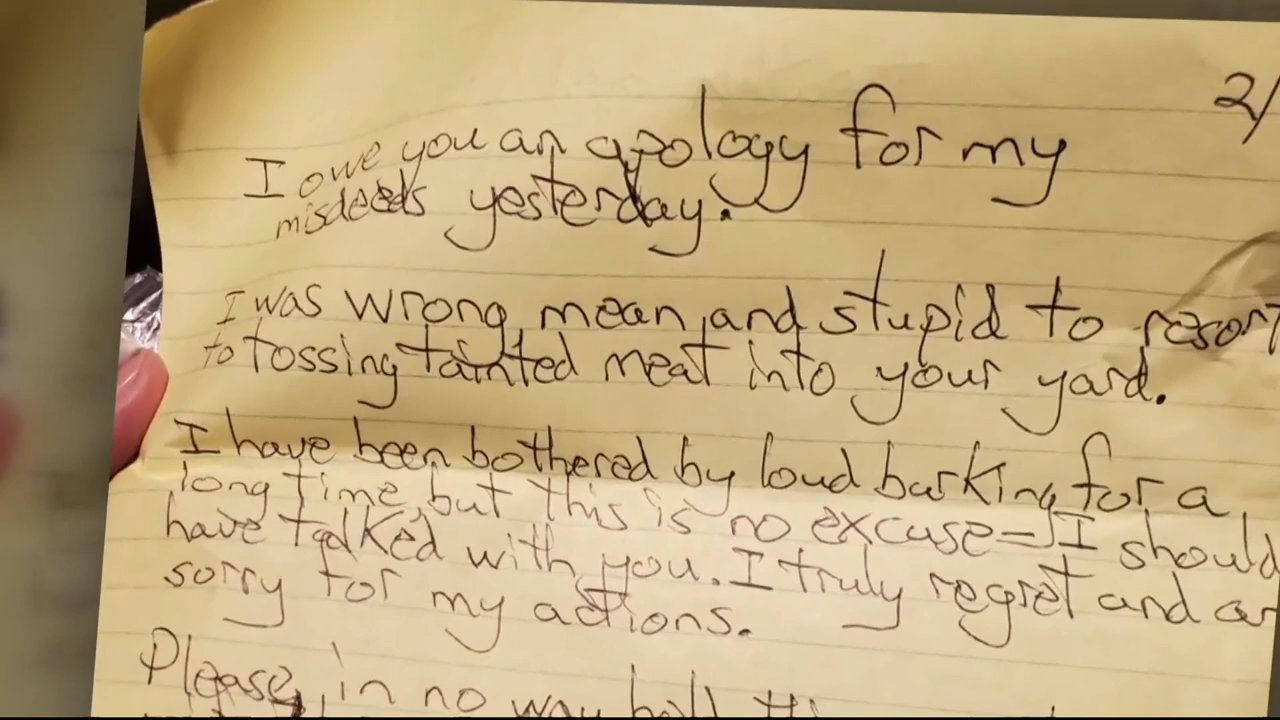 2/
I owe you an apology for my
misdeeds yesterday.
I was wrong, mean, and stupid to resort
to tossing tainted meat into your yard.
I have been bothered by loud barking for a
long time, but this is no excuse - I should
have talked with you. I truly regret and
sorry for my actions.
Please, in no way